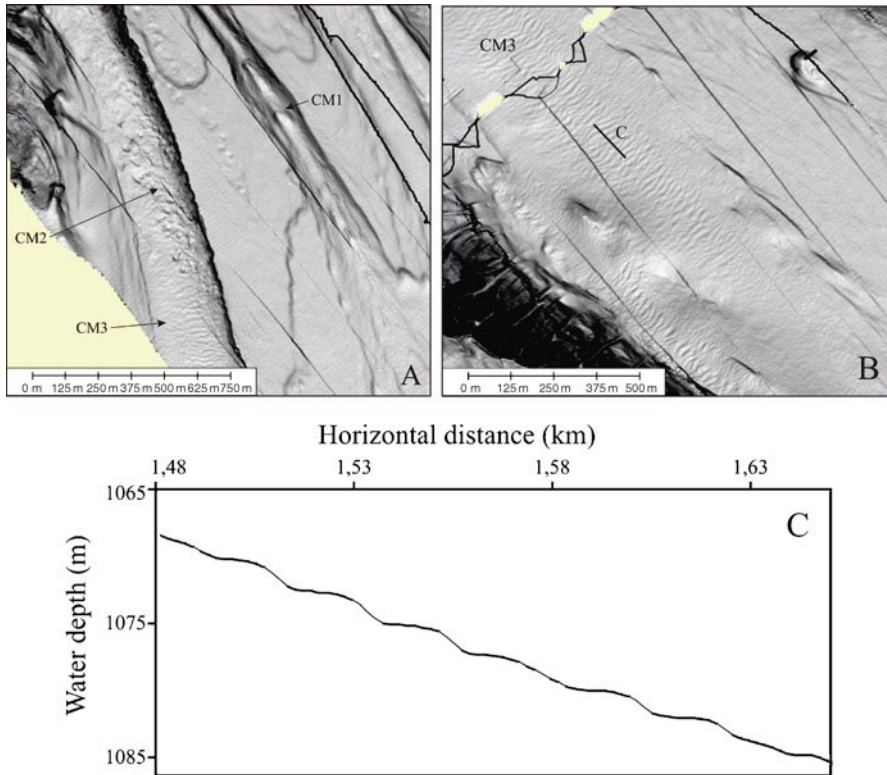 CM1
CM2
CM3
A
0 m 125 m 250 m 375 m 500 m 625 m 750 m
CM3
C
B
0 m 125 m 250 m 375 m 500 m
Horizontal distance (km)
1,48 1,53 1,58 1,63
1065
C
Water depth (m)
1075
1085